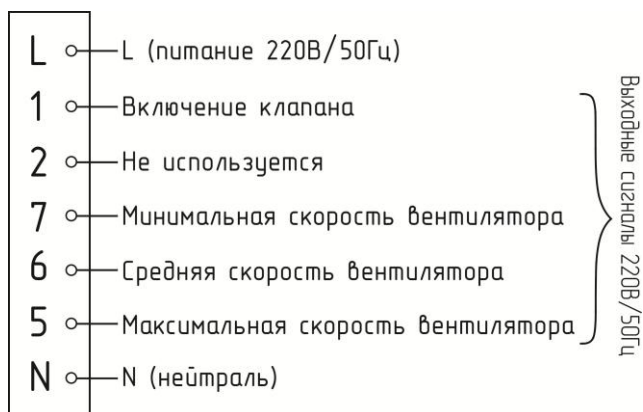 L L (питание 220В/50Гц)
1 Включение клапана
2 Не используется
7 Минимальная скорость вентилятора
6 Средняя скорость вентилятора
5 Максимальная скорость вентилятора
N N (нейтраль)
Выходные сигналы 220В/50Гц